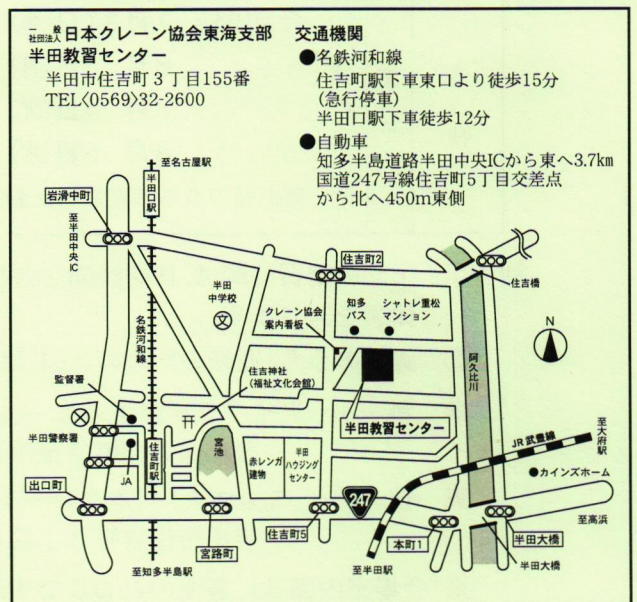 一般社団法人 日本クレーン協会東海支部
半田教習センター
半田市住吉町3丁目155番
TEL〈0569〉32-2600
交通機関
●名鉄河和線
住吉町駅下車東口より徒歩15分
(急行停車)
半田口駅下車徒歩12分
●自動車
知多半島道路半田中央ICから東へ3.7km
国道247号線住吉町5丁目交差点
から北へ450m東側
至名古屋駅
半田口駅
岩滑中町
至半田中央IC
住吉町2
住吉橋
半田
中学校
文
知多
バス
シャトレ重松
マンション
クレーン協会
案内看板
N
名鉄河和線
阿久比川
住吉神社
(福祉文化会館)
監督署
半田警察署
JA
住吉町駅
宮池
赤レンガ
建物
半田
ハウジング
センター
半田教習センター
JR武豊線
至大府駅
カインズホーム
出口町
247
至高浜
宮路町
住吉町5
本町1
半田大橋
半田大橋
至知多半島駅
至半田駅